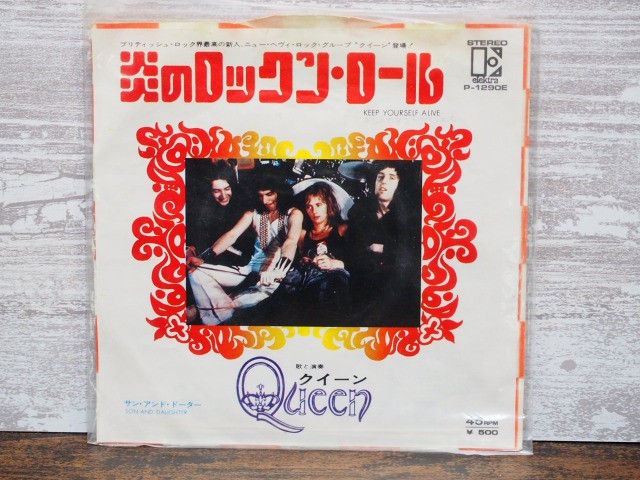 ブリティッシュ・ロック界最高の新人、ニュー・ヘヴィ・ロック・グループ"クイーン"登場!
炎のロックン・ロール
KEEP YOURSELF ALIVE
STEREO
elektra
P-1290E
歌と演奏
クイーン
Queen
サン・アンド・ドーター
SON AND DAUGHTER
45 RPM
¥ 500